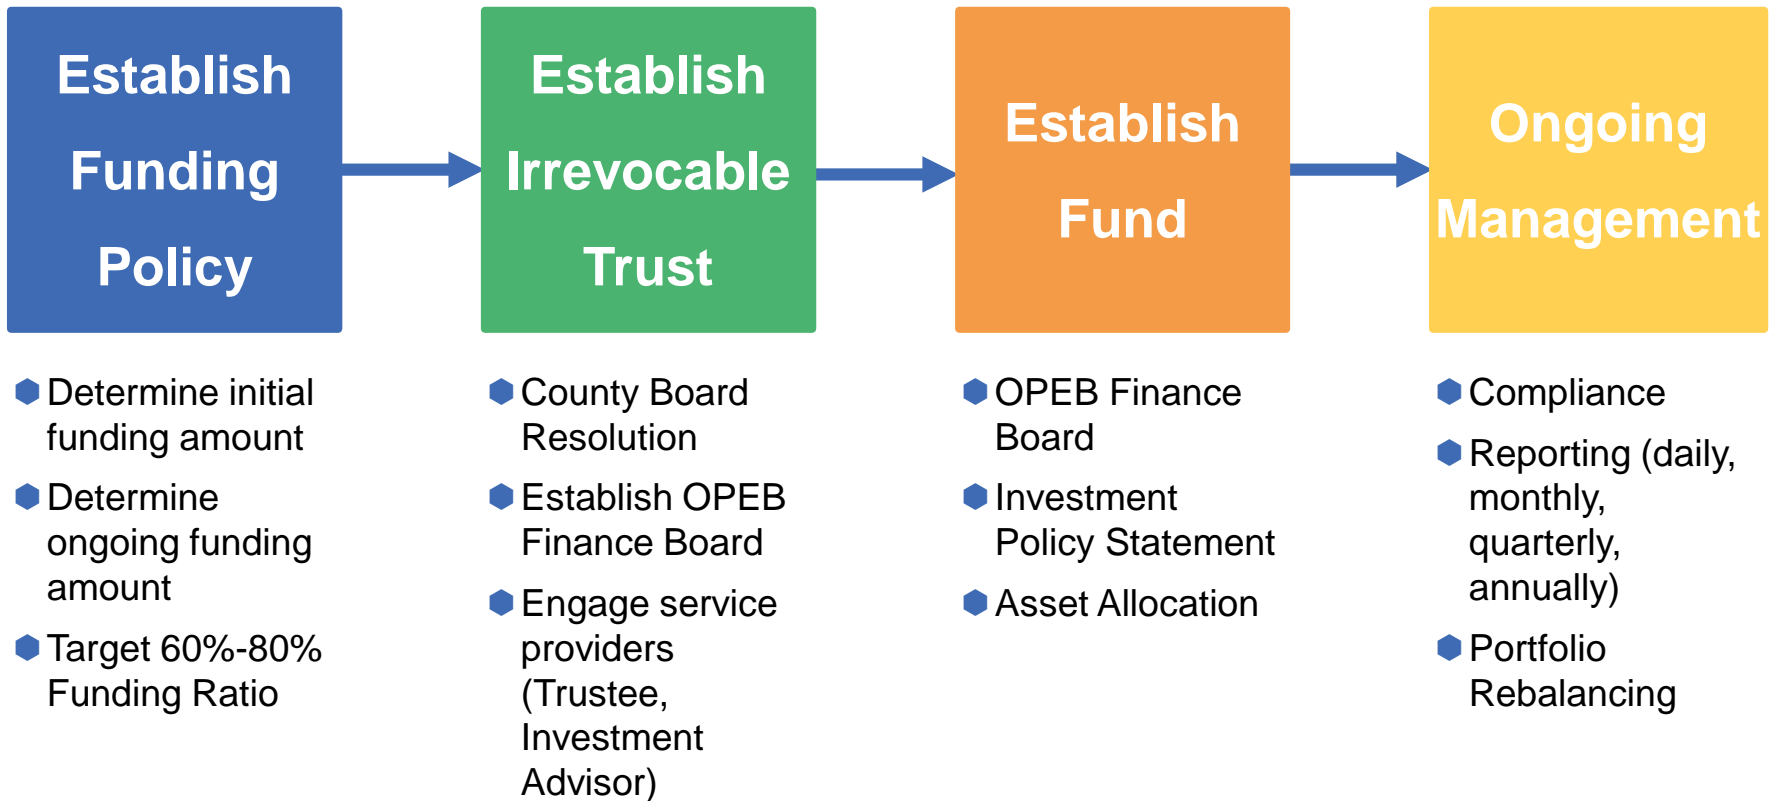 Establish
Funding
Policy
Determine initial
funding amount
Determine
ongoing funding
amount
Target 60%-80%
Funding Ratio
Establish
Irrevocable
Trust
County Board
Resolution
Establish OPEB
Finance Board
Engage service
providers
(Trustee,
Investment
Advisor)
Establish
Fund
OPEB Finance
Board
Investment
Policy Statement
Asset Allocation
Ongoing
Management
Compliance
Reporting (daily,
monthly,
quarterly,
annually)
Portfolio
Rebalancing